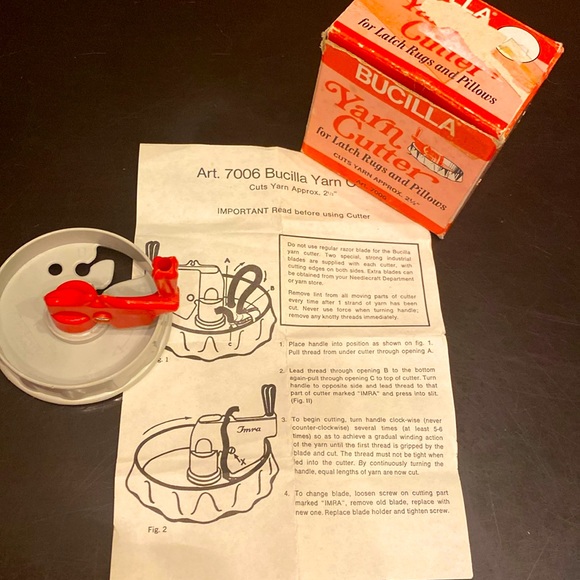 BUCILLA
Yarn
Cutter
for Latch Rugs and Pillows
BUCILLA
Yarn
Cutter
for Latch Rugs and Pillows
CUTS YARN APPROX. 2½"
Art. 7006
Art. 7006 Bucilla Yarn
Cuts Yarn Approx. 2½"
IMPORTANT Read before using Cutter
Do not use regular razor blade for the Bucilla
yarn cutter. Two special, strong industrial
blades are supplied with each cutter, with
cutting edges on both sides. Extra blades can
be obtained from your Needlecraft Department
or yarn store.
Remove lint from all moving parts of cutter
every time after 1 strand of yarn has been
cut. Never use force when turning handle;
remove any knotty threads immediately.
A
B
C
1
1. Place handle into position as shown on fig. 1.
Pull thread from under cutter through opening A.
2. Lead thread through opening B to the bottom
again-pull through opening C to top of cutter. Turn
handle to opposite side and lead thread to that
part of cutter marked "IMRA" and press into slit.
(Fig. II)
3. To begin cutting, turn handle clock-wise (never
counter-clockwise) several times (at least 5-6
times) so as to achieve a gradual winding action
of the yarn until the first thread is gripped by the
blade and cut. The thread must not be tight when
led into the cutter. By continuously turning the
handle, equal lengths of yarn are now cut.
4. To change blade, loosen screw on cutting part
marked "IMRA", remove old blade, replace with
new one. Replace blade holder and tighten screw.
Imra
X
Fig. 2